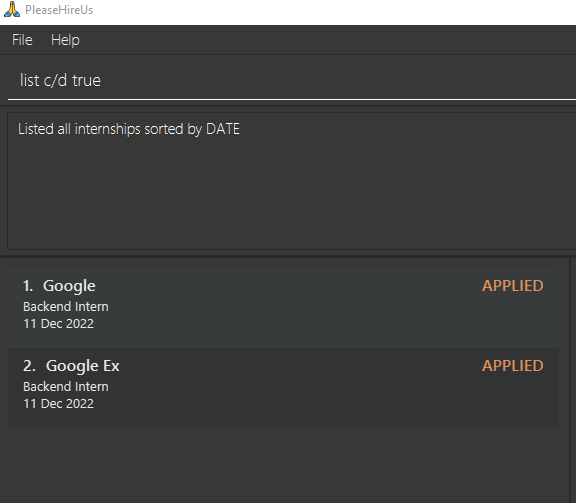 PleaseHireUs
File Help
list c/d true
Listed all internships sorted by DATE
1. Google APPLIED
Backend Intern
11 Dec 2022
2. Google Ex APPLIED
Backend Intern
11 Dec 2022